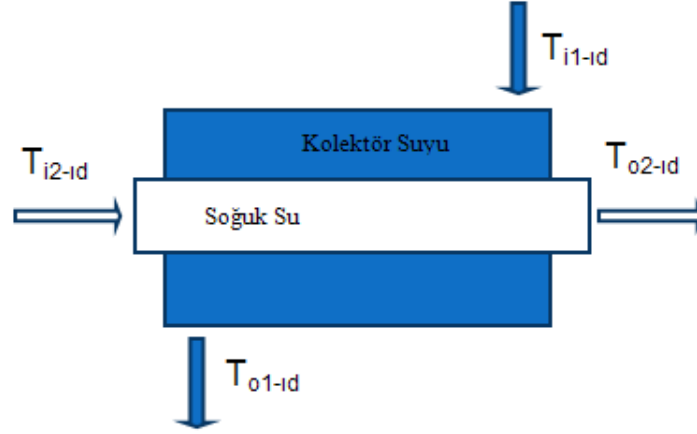 Ti1-ıd
Kolektör Suyu
Ti2-ıd
To2-ıd
Soğuk Su
To1-ıd